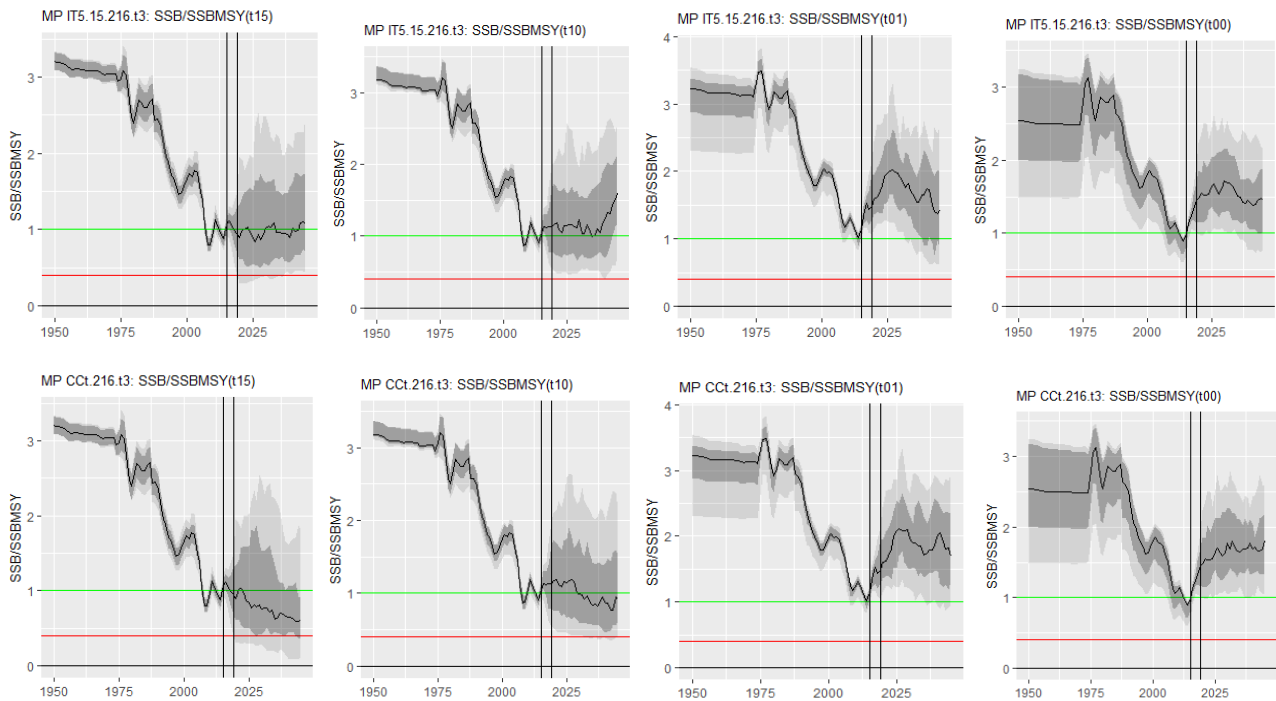 MP IT5.15.216.t3: SSB/SSBMSY(t15)
SSB/SSBMSY
3
2
1
0
1950 1975 2000 2025
MP IT5.15.216.t3: SSB/SSBMSY(t10)
SSB/SSBMSY
3
2
1
0
1950 1975 2000 2025
MP IT5.15.216.t3: SSB/SSBMSY(t01)
SSB/SSBMSY
4
3
2
1
0
1950 1975 2000 2025
MP IT5.15.216.t3: SSB/SSBMSY(t00)
SSB/SSBMSY
3
2
1
0
1950 1975 2000 2025
MP CCt.216.t3: SSB/SSBMSY(t15)
SSB/SSBMSY
3
2
1
0
1950 1975 2000 2025
MP CCt.216.t3: SSB/SSBMSY(t10)
SSB/SSBMSY
3
2
1
0
1950 1975 2000 2025
MP CCt.216.t3: SSB/SSBMSY(t01)
SSB/SSBMSY
4
3
2
1
0
1950 1975 2000 2025
MP CCt.216.t3: SSB/SSBMSY(t00)
SSB/SSBMSY
3
2
1
0
1950 1975 2000 2025